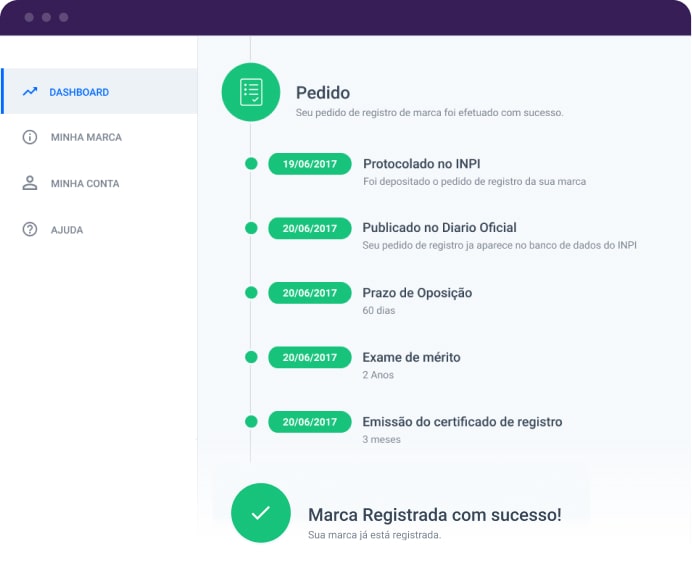 DASHBOARD
MINHA MARCA
MINHA CONTA
AJUDA
Pedido
Seu pedido de registro de marca foi efetuado com sucesso.
19/06/2017
Protocolado no INPI
Foi depositado o pedido de registro da sua marca
20/06/2017
Publicado no Diario Oficial
Seu pedido de registro ja aparece no banco de dados do INPI
20/06/2017
Prazo de Oposição
60 dias
20/06/2017
Exame de mérito
2 Anos
20/06/2017
Emissão do certificado de registro
3 meses
Marca Registrada com sucesso!
Sua marca já está registrada.